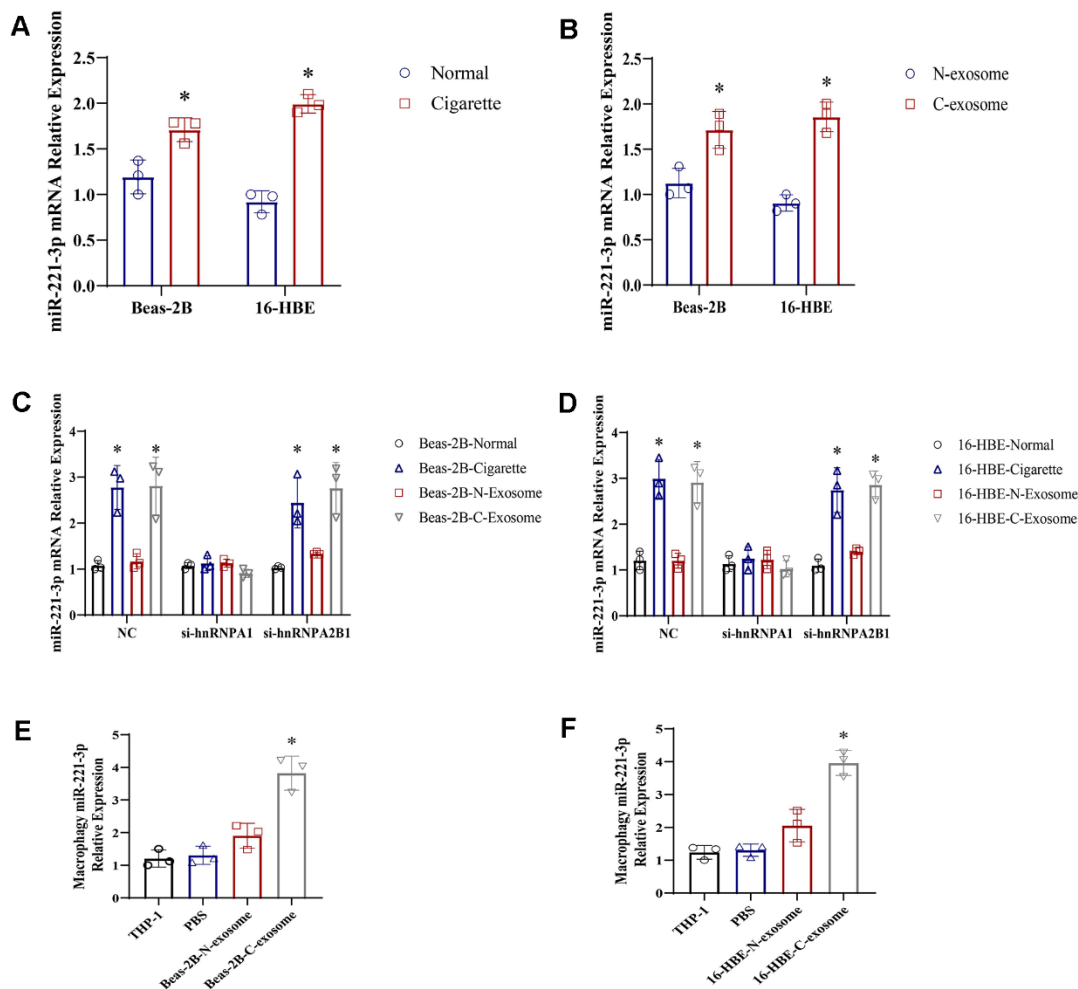 A
miR-221-3p mRNA Relative Expression
2.5
2.0
1.5
1.0
0.5
0.0
*
*
Beas-2B
16-HBE
Normal
Cigarette
B
miR-221-3p mRNA Relative Expression
2.5
2.0
1.5
1.0
0.5
0.0
*
*
Beas-2B
16-HBE
N-exosome
C-exosome
C
miR-221-3p mRNA Relative Expression
4
3
2
1
0
*
*
*
*
NC
si-hnRNPA1
si-hnRNPA2B1
Beas-2B-Normal
Beas-2B-Cigarette
Beas-2B-N-Exosome
Beas-2B-C-Exosome
D
miR-221-3p mRNA Relative Expression
4
3
2
1
0
*
*
*
*
NC
si-hnRNPA1
si-hnRNPA2B1
16-HBE-Normal
16-HBE-Cigarette
16-HBE-N-Exosome
16-HBE-C-Exosome
E
Macrophagy miR-221-3p
Relative Expression
5
4
3
2
1
0
*
THP-1
PBS
Beas-2B-N-exosome
Beas-2B-C-exosome
F
Macrophagy miR-221-3p
Relative Expression
5
4
3
2
1
0
*
THP-1
PBS
16-HBE-N-exosome
16-HBE-C-exosome